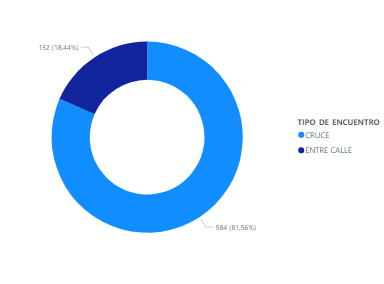 132 (18,44%)
TIPO DE ENCUENTRO
CRUCE
ENTRE CALLE
584 (81,56%)